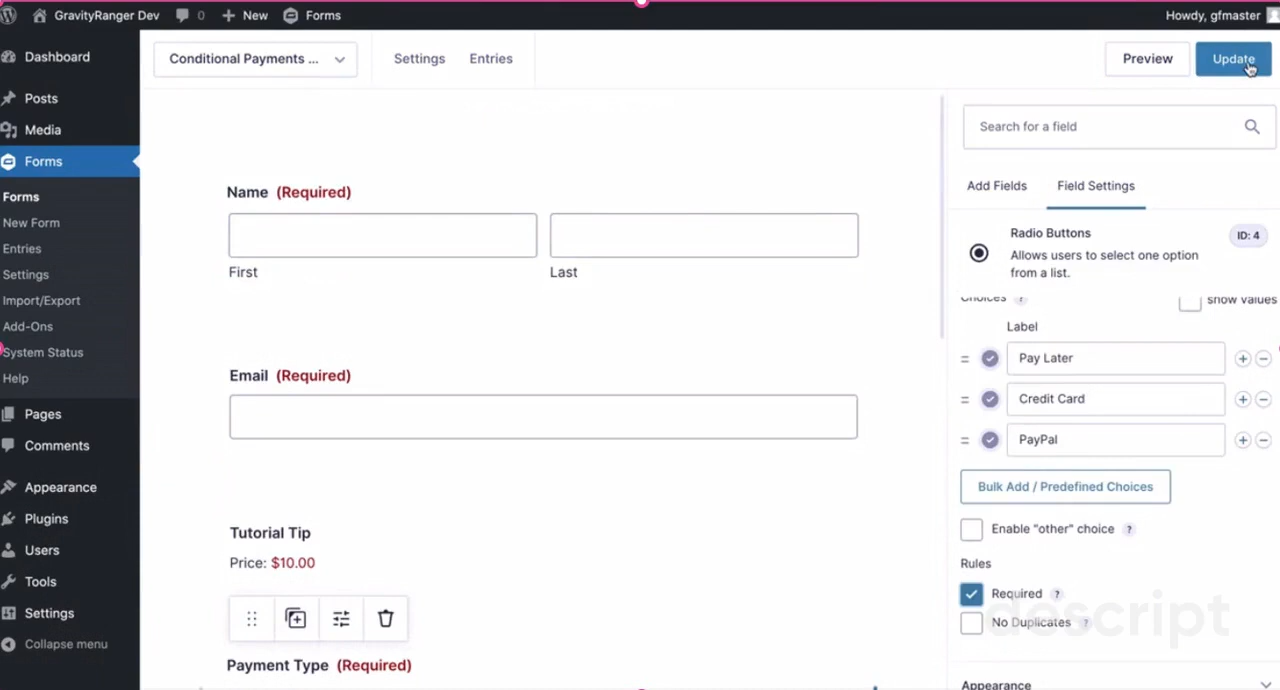 GravityRanger Dev 0 New Forms Howdy, gfmaster
Dashboard
Posts
Media
Forms
Forms
New Form
Entries
Settings
Import/Export
Add-Ons
System Status
Help
Pages
Comments
Appearance
Plugins
Users
Tools
Settings
Collapse menu
Conditional Payments ... Settings Entries Preview Update
Name (Required)
First Last
Email (Required)
Tutorial Tip
Price: $10.00
Payment Type (Required)
Search for a field
Add Fields Field Settings
Radio Buttons ID: 4
Allows users to select one option
from a list.
Choices ? show values
Label
Pay Later
Credit Card
PayPal
Bulk Add / Predefined Choices
Enable "other" choice ?
Rules
Required ?
No Duplicates ?
descript
Appearance